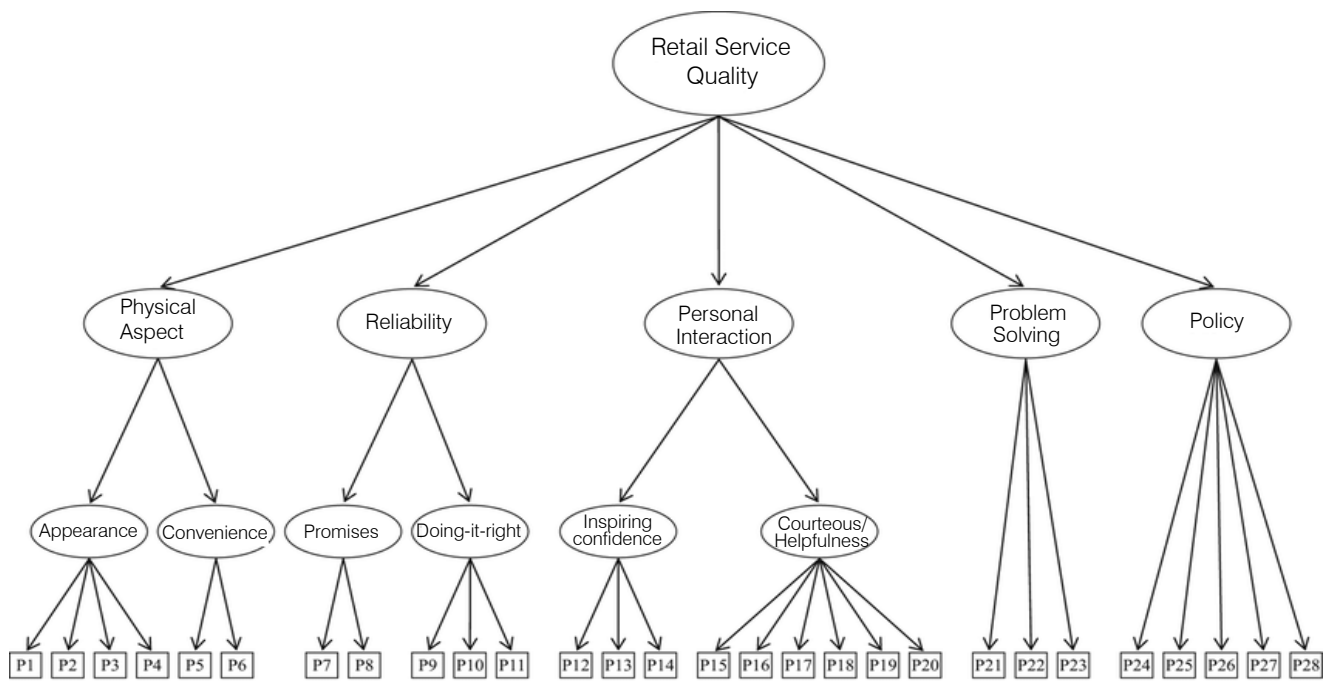 Retail Service
Quality
Physical
Aspect
Reliability
Personal
Interaction
Problem
Solving
Policy
Appearance
Convenience
Promises
Doing-it-right
Inspiring
confidence
Courteous/
Helpfulness
P1
P2
P3
P4
P5
P6
P7
P8
P9
P10
P11
P12
P13
P14
P15
P16
P17
P18
P19
P20
P21
P22
P23
P24
P25
P26
P27
P28